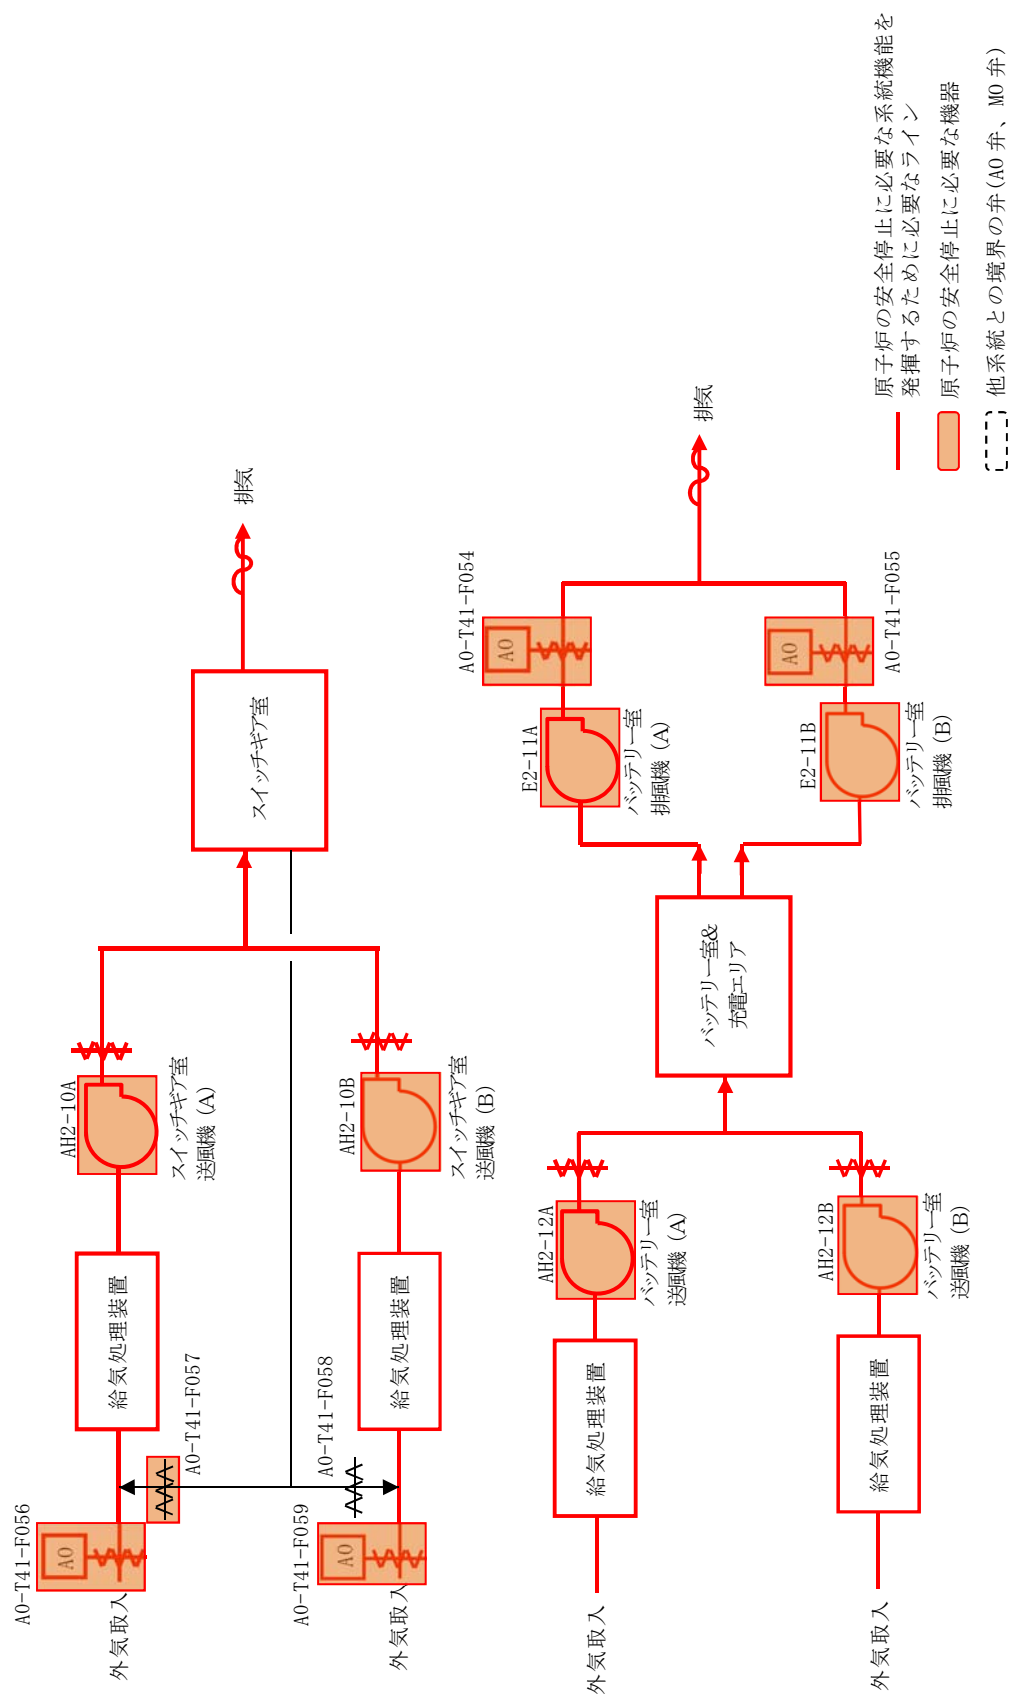 AO-T41-F056
AO
外気取入
AO-T41-F057
給気処理装置
AH2-10A
スイッチギア室
送風機 (A)
AO-T41-F059
AO
外気取入
AO-T41-F058
給気処理装置
AH2-10B
スイッチギア室
送風機 (B)
スイッチギア室
排気
外気取入
給気処理装置
AH2-12A
バッテリー室
送風機 (A)
外気取入
給気処理装置
AH2-12B
バッテリー室
送風機 (B)
バッテリー室&
充電エリア
E2-11A
バッテリー室
排風機 (A)
AO-T41-F054
AO
E2-11B
バッテリー室
排風機 (B)
AO-T41-F055
AO
排気
原子炉の安全停止に必要な系統機能を
発揮するために必要なライン
原子炉の安全停止に必要な機器
他系統との境界の弁(AO 弁、MO 弁)